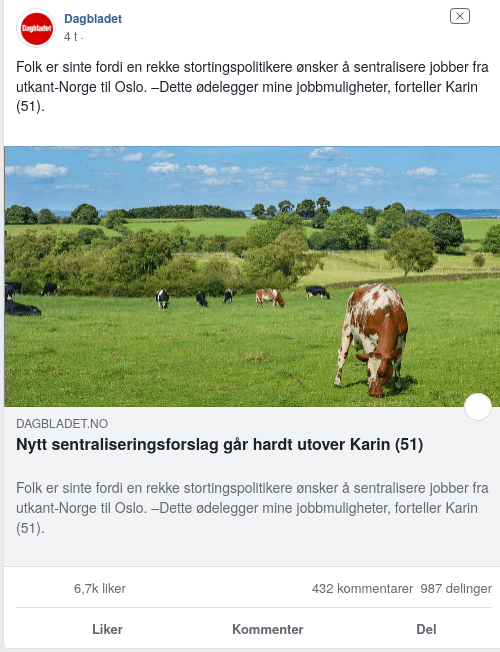 Dagbladet
Dagbladet
4 t ·
Folk er sinte fordi en rekke stortingspolitikere ønsker å sentralisere jobber fra
utkant-Norge til Oslo. –Dette ødelegger mine jobbmuligheter, forteller Karin
(51).
DAGBLADET.NO
Nytt sentraliseringsforslag går hardt utover Karin (51)
Folk er sinte fordi en rekke stortingspolitikere ønsker å sentralisere jobber fra
utkant-Norge til Oslo. –Dette ødelegger mine jobbmuligheter, forteller Karin
(51).
6,7k liker 432 kommentarer 987 delinger
Liker Kommenter Del